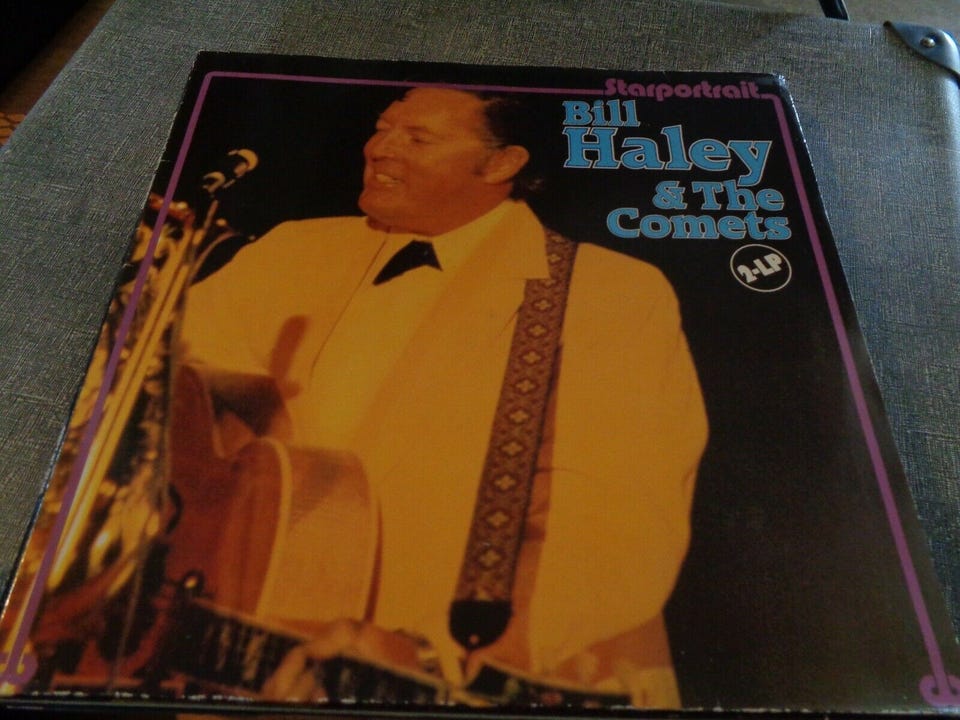 Starportrait
Bill
Haley
& The
Comets
2-LP